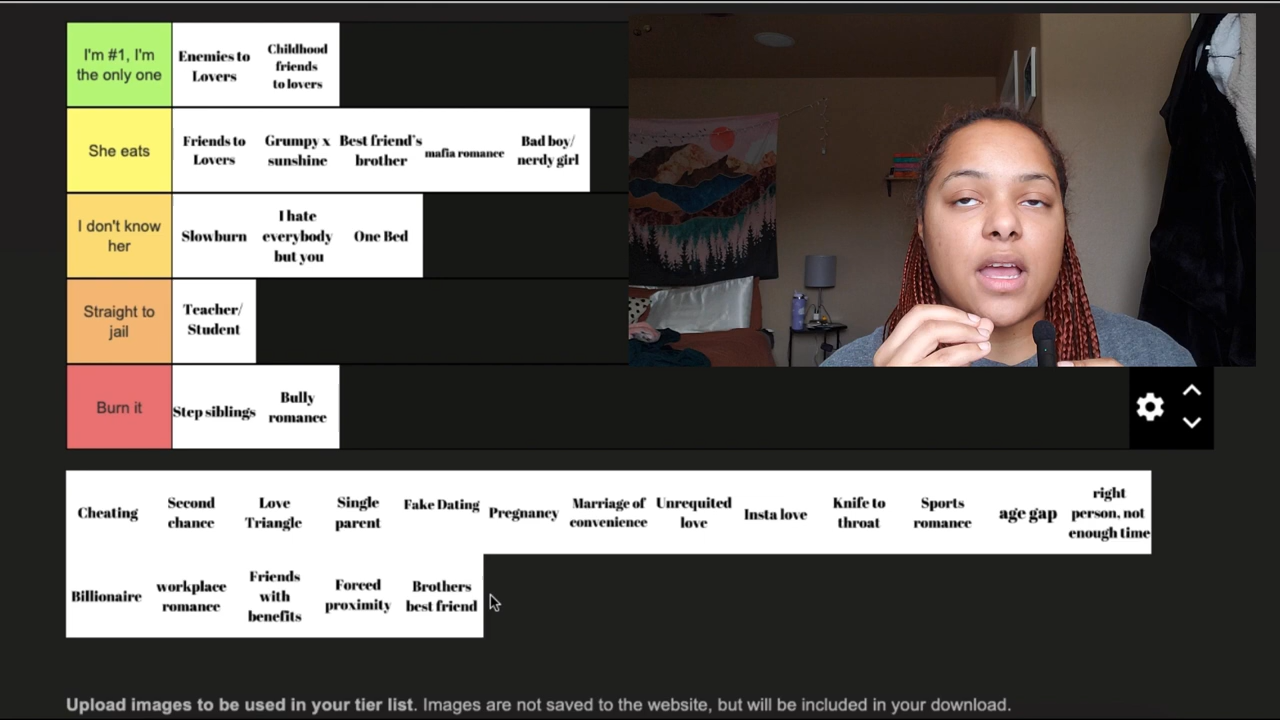 I'm #1, I'm
the only one
Enemies to
Lovers
Childhood
friends
to lovers
She eats
Friends to
Lovers
Grumpy x
sunshine
Best friend's
brother
mafia romance
Bad boy/
nerdy girl
I don't know
her
Slowburn
I hate
everybody
but you
One Bed
Straight to
jail
Teacher/
Student
Burn it
Step siblings
Bully
romance
Cheating
Second
chance
Love
Triangle
Single
parent
Fake Dating
Pregnancy
Marriage of
convenience
Unrequited
love
Insta love
Knife to
throat
Sports
romance
age gap
right
person, not
enough time
Billionaire
workplace
romance
Friends
with
benefits
Forced
proximity
Brothers
best friend
Upload images to be used in your tier list. Images are not saved to the website, but will be included in your download.